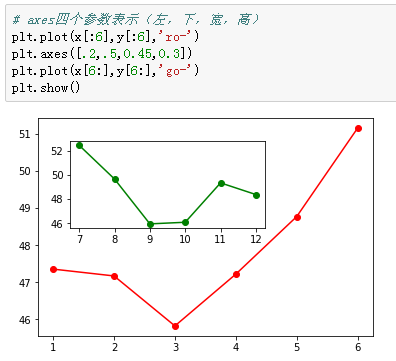 # axes四个参数表示（左，下，宽，高）
plt.plot(x[:6],y[:6],'ro-')
plt.axes([.2,.5,0.45,0.3])
plt.plot(x[6:],y[6:],'go-')
plt.show()
51
50
49
48
47
46
52
50
48
46
7 8 9 10 11 12
1 2 3 4 5 6